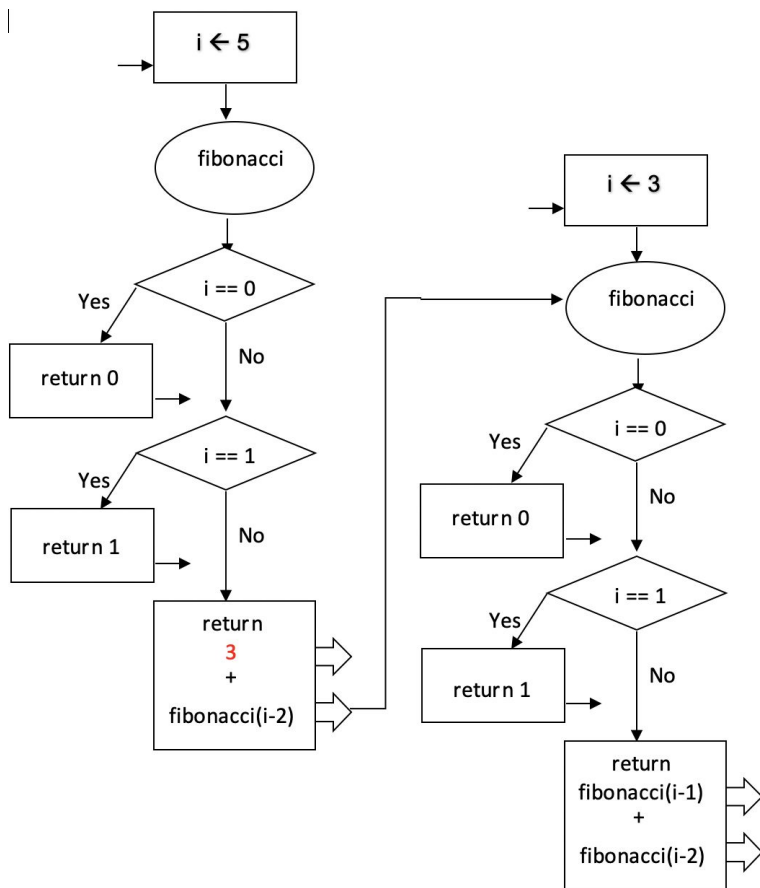 i ← 5
fibonacci
i == 0
Yes
No
return 0
i == 1
Yes
No
return 1
return
3
+
fibonacci(i-2)
i ← 3
fibonacci
i == 0
Yes
No
return 0
i == 1
Yes
No
return 1
return
fibonacci(i-1)
+
fibonacci(i-2)